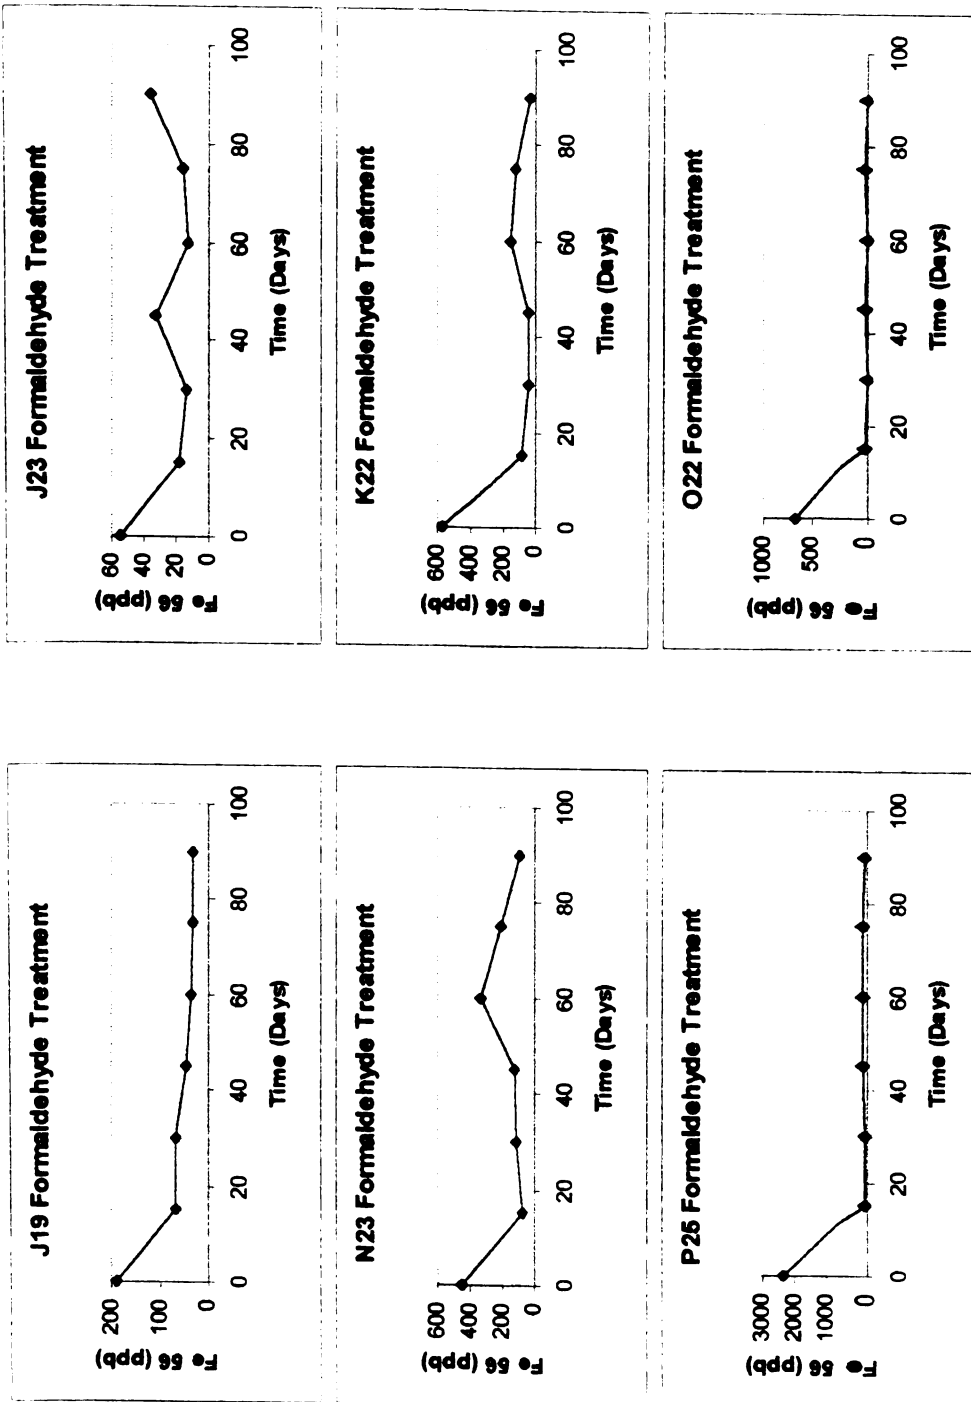 J19 Formaldehyde Treatment
Fe 56 (ppb)
200
100
0
0 20 40 60 80 100
Time (Days)
J23 Formaldehyde Treatment
Fe 56 (ppb)
60
40
20
0
0 20 40 60 80 100
Time (Days)
N23 Formaldehyde Treatment
Fe 56 (ppb)
600
400
200
0
0 20 40 60 80 100
Time (Days)
K22 Formaldehyde Treatment
Fe 56 (ppb)
600
400
200
0
0 20 40 60 80 100
Time (Days)
P25 Formaldehyde Treatment
Fe 56 (ppb)
3000
2000
1000
0
0 20 40 60 80 100
Time (Days)
O22 Formaldehyde Treatment
Fe 56 (ppb)
1000
500
0
0 20 40 60 80 100
Time (Days)